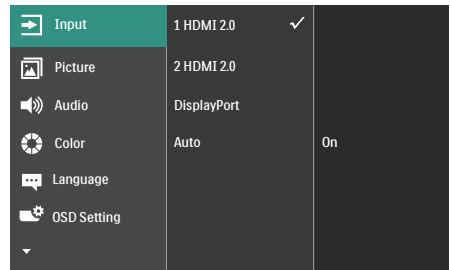 Input
1 HDMI 2.0
Picture
2 HDMI 2.0
Audio
DisplayPort
Color
Auto
On
Language
OSD Setting